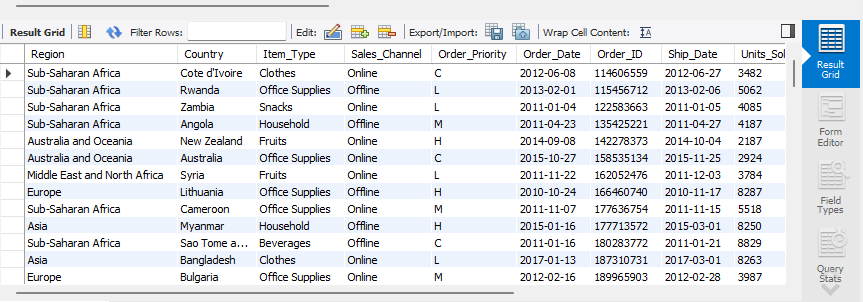 Result Grid Filter Rows: Edit: Export/Import: Wrap Cell Content: IA
Region Country Item_Type Sales_Channel Order_Priority Order_Date Order_ID Ship_Date Units_Sol
Sub-Saharan Africa Cote d'Ivoire Clothes Online C 2012-06-08 114606559 2012-06-27 3482
Sub-Saharan Africa Rwanda Office Supplies Offline L 2013-02-01 115456712 2013-02-06 5062
Sub-Saharan Africa Zambia Snacks Online L 2011-01-04 122583663 2011-01-05 4085
Sub-Saharan Africa Angola Household Offline M 2011-04-23 135425221 2011-04-27 4187
Australia and Oceania New Zealand Fruits Online H 2014-09-08 142278373 2014-10-04 2187
Australia and Oceania Australia Office Supplies Online C 2015-10-27 158535134 2015-11-25 2924
Middle East and North Africa Syria Fruits Online L 2011-11-22 162052476 2011-12-03 3784
Europe Lithuania Office Supplies Offline H 2010-10-24 166460740 2010-11-17 8287
Sub-Saharan Africa Cameroon Office Supplies Online M 2011-11-07 177636754 2011-11-15 5518
Asia Myanmar Household Offline H 2015-01-16 177713572 2015-03-01 8250
Sub-Saharan Africa Sao Tome a... Beverages Offline C 2011-01-16 180283772 2011-01-21 8829
Asia Bangladesh Clothes Online L 2017-01-13 187310731 2017-03-01 8263
Europe Bulgaria Office Supplies Online M 2012-02-16 189965903 2012-02-28 3987
Result
Grid
Form
Editor
Field
Types
Query
Stats